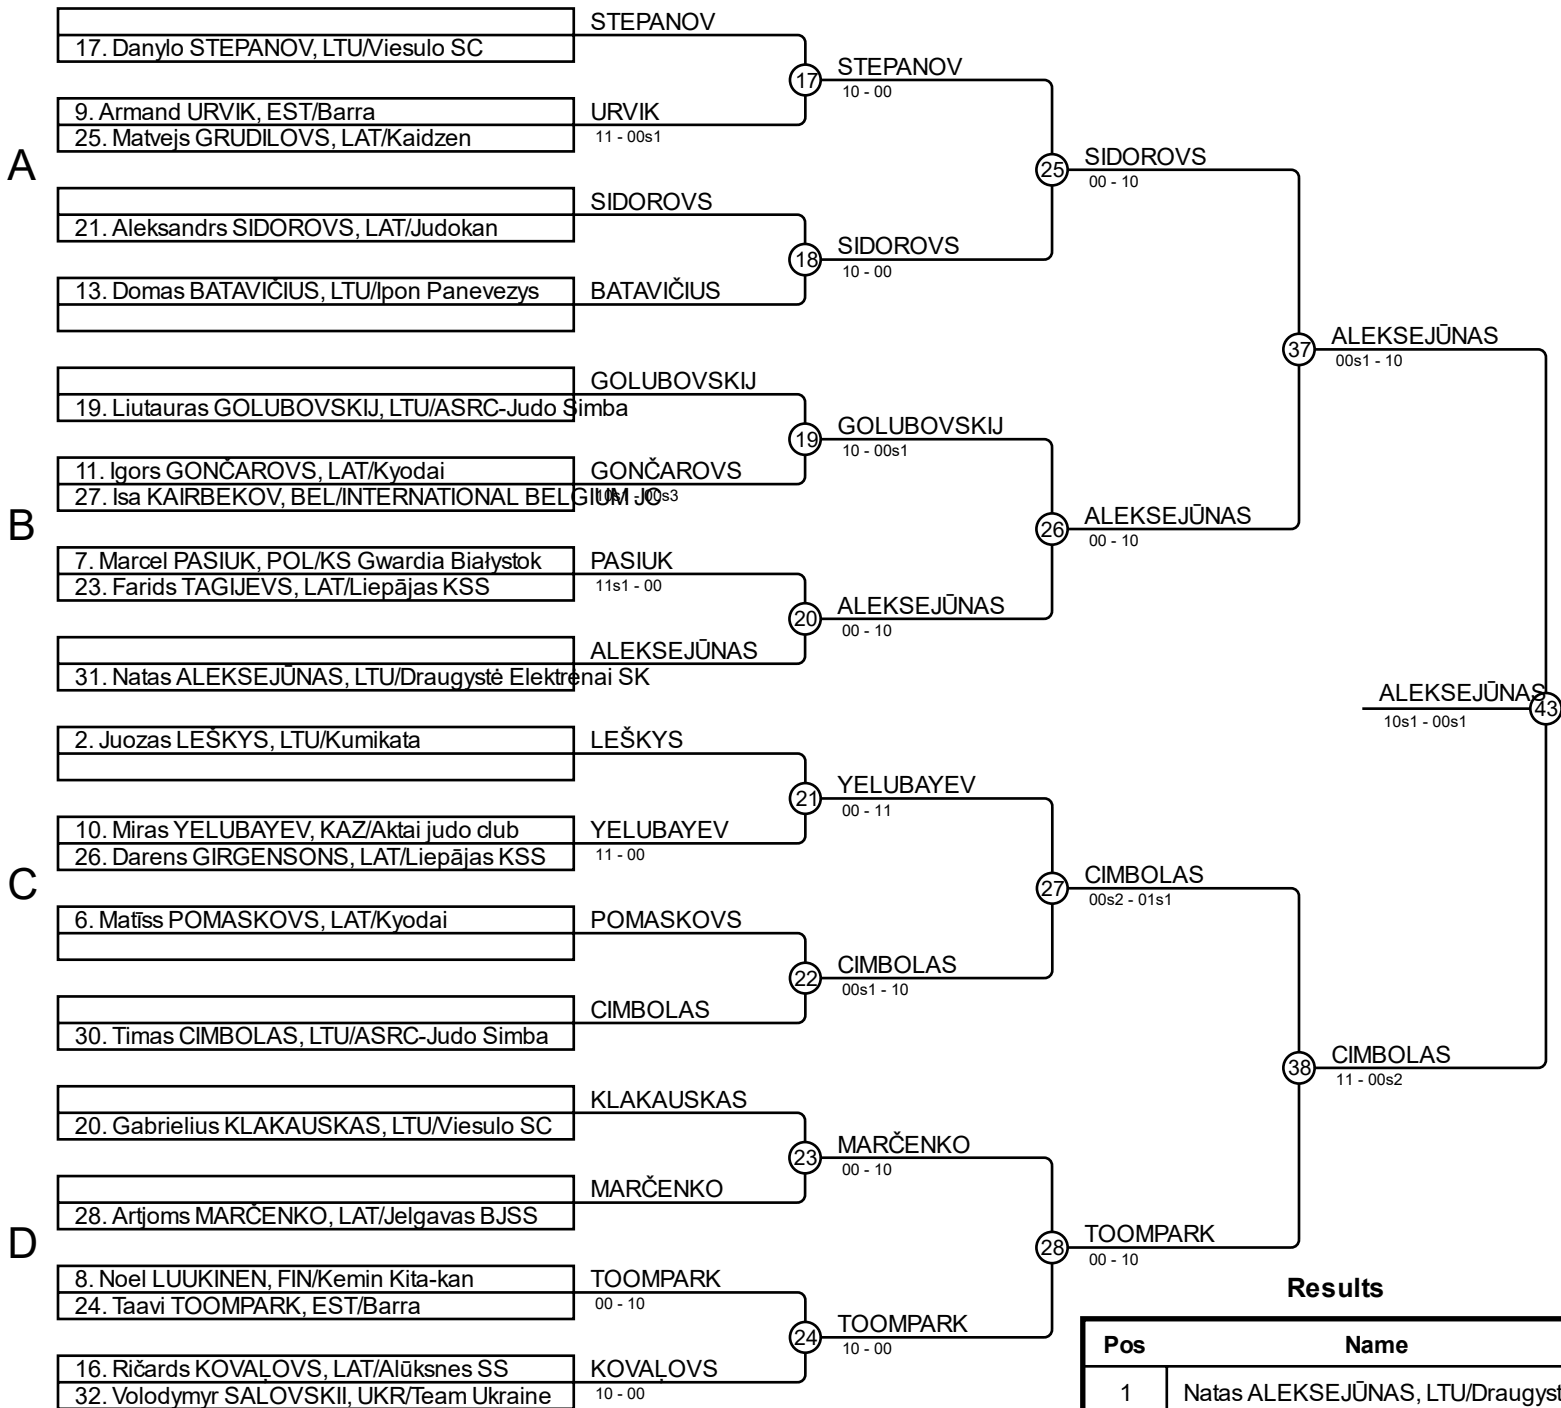 STEPANOV
17. Danylo STEPANOV, LTU/Viesulo SC
17
STEPANOV
10 - 00
9. Armand URVIK, EST/Barra
URVIK
25. Matvejs GRUDILOVS, LAT/Kaidzen
11 - 00s1
A
25
SIDOROVS
00 - 10
SIDOROVS
21. Aleksandrs SIDOROVS, LAT/Judokan
18
SIDOROVS
10 - 00
13. Domas BATAVIČIUS, LTU/Ipon Panevezys
BATAVIČIUS
37
ALEKSEJŪNAS
00s1 - 10
GOLUBOVSKIJ
19. Liutauras GOLUBOVSKIJ, LTU/ASRC-Judo Simba
19
GOLUBOVSKIJ
10 - 00s1
11. Igors GONČAROVS, LAT/Kyodai
GONČAROVS
27. Isa KAIRBEKOV, BEL/INTERNATIONAL BELGIUM JC
10s1 - 00s3
B
26
ALEKSEJŪNAS
00 - 10
7. Marcel PASIUK, POL/KS Gwardia Białystok
PASIUK
23. Farids TAGIJEVS, LAT/Liepājas KSS
11s1 - 00
20
ALEKSEJŪNAS
00 - 10
ALEKSEJŪNAS
31. Natas ALEKSEJŪNAS, LTU/Draugystė Elektrėnai SK
ALEKSEJŪNAS
43
10s1 - 00s1
2. Juozas LEŠKYS, LTU/Kumikata
LEŠKYS
21
YELUBAYEV
00 - 11
10. Miras YELUBAYEV, KAZ/Aktai judo club
YELUBAYEV
26. Darens GIRGENSONS, LAT/Liepājas KSS
11 - 00
C
27
CIMBOLAS
00s2 - 01s1
6. Matīss POMASKOVS, LAT/Kyodai
POMASKOVS
22
CIMBOLAS
00s1 - 10
CIMBOLAS
30. Timas CIMBOLAS, LTU/ASRC-Judo Simba
38
CIMBOLAS
11 - 00s2
KLAKAUSKAS
20. Gabrielius KLAKAUSKAS, LTU/Viesulo SC
23
MARČENKO
00 - 10
MARČENKO
28. Artjoms MARČENKO, LAT/Jelgavas BJSS
D
28
TOOMPARK
00 - 10
8. Noel LUUKINEN, FIN/Kemin Kita-kan
TOOMPARK
24. Taavi TOOMPARK, EST/Barra
00 - 10
24
TOOMPARK
10 - 00
16. Ričards KOVAĻOVS, LAT/Alūksnes SS
KOVAĻOVS
32. Volodymyr SALOVSKII, UKR/Team Ukraine
10 - 00
Results
Pos Name
1 Natas ALEKSEJŪNAS, LTU/Draugyst